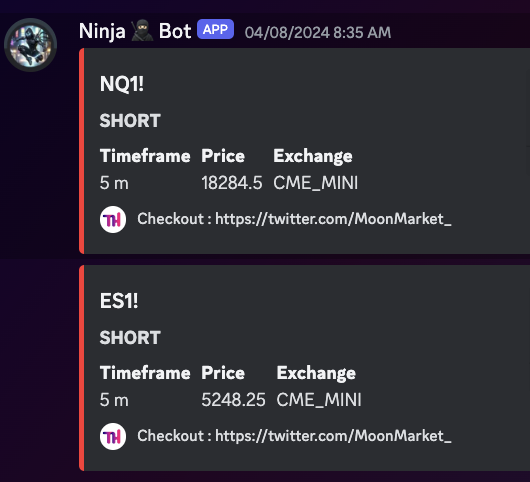 Ninja 🥷 Bot APP 04/08/2024 8:35 AM
NQ1!
SHORT
Timeframe Price Exchange
5 m 18284.5 CME_MINI
TH Checkout : https://twitter.com/MoonMarket_
ES1!
SHORT
Timeframe Price Exchange
5 m 5248.25 CME_MINI
TH Checkout : https://twitter.com/MoonMarket_